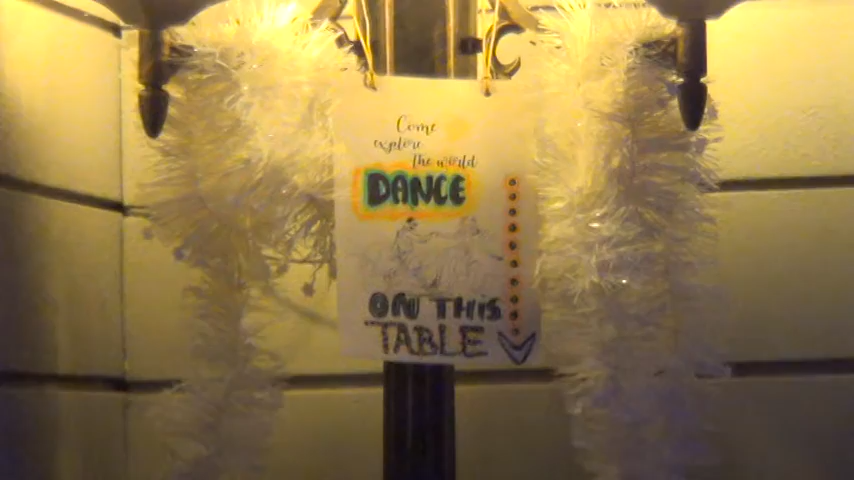 Come
explore
the world
DANCE
ON THIS
TABLE